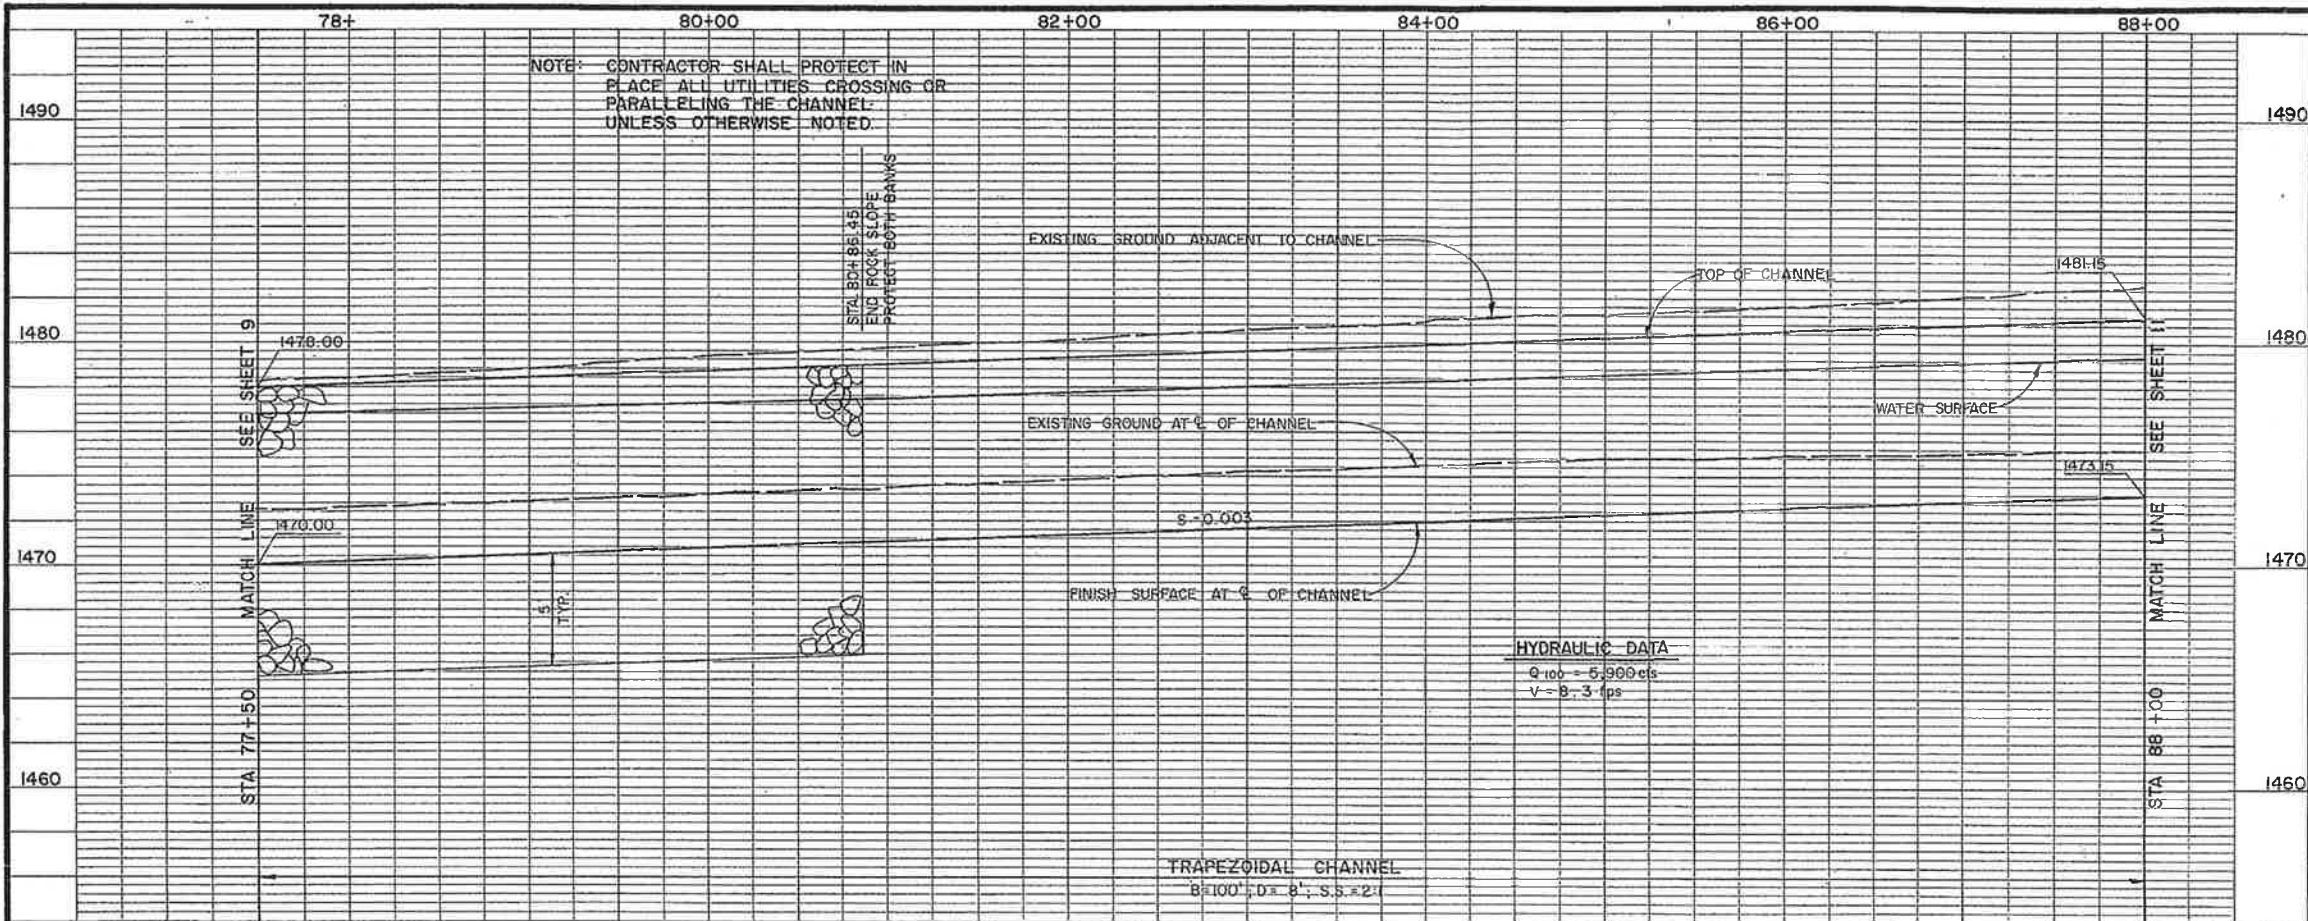 78+ 80+00 82+00 84+00 86+00 88+00
NOTE: CONTRACTOR SHALL PROTECT IN
PLACE ALL UTILITIES CROSSING OR
PARALLELING THE CHANNEL
UNLESS OTHERWISE NOTED.
1490 1490
STA. 80+86.45
END ROCK SLOPE
PROTECT BOTH BANKS
EXISTING GROUND ADJACENT TO CHANNEL
TOP OF CHANNEL
1481.15
1480 1480
1478.00
WATER SURFACE
EXISTING GROUND AT ℄ OF CHANNEL
1473.15
1470.00
S=0.003
1470 1470
5'
TYP.
FINISH SURFACE AT ℄ OF CHANNEL
HYDRAULIC DATA
Q100 = 5,900 cfs
V = 8.3 fps
1460 1460
STA 77+50 MATCH LINE SEE SHEET 9
STA 88+00 MATCH LINE SEE SHEET 11
TRAPEZOIDAL CHANNEL
B=100'; D= 8'; S.S.=2:1